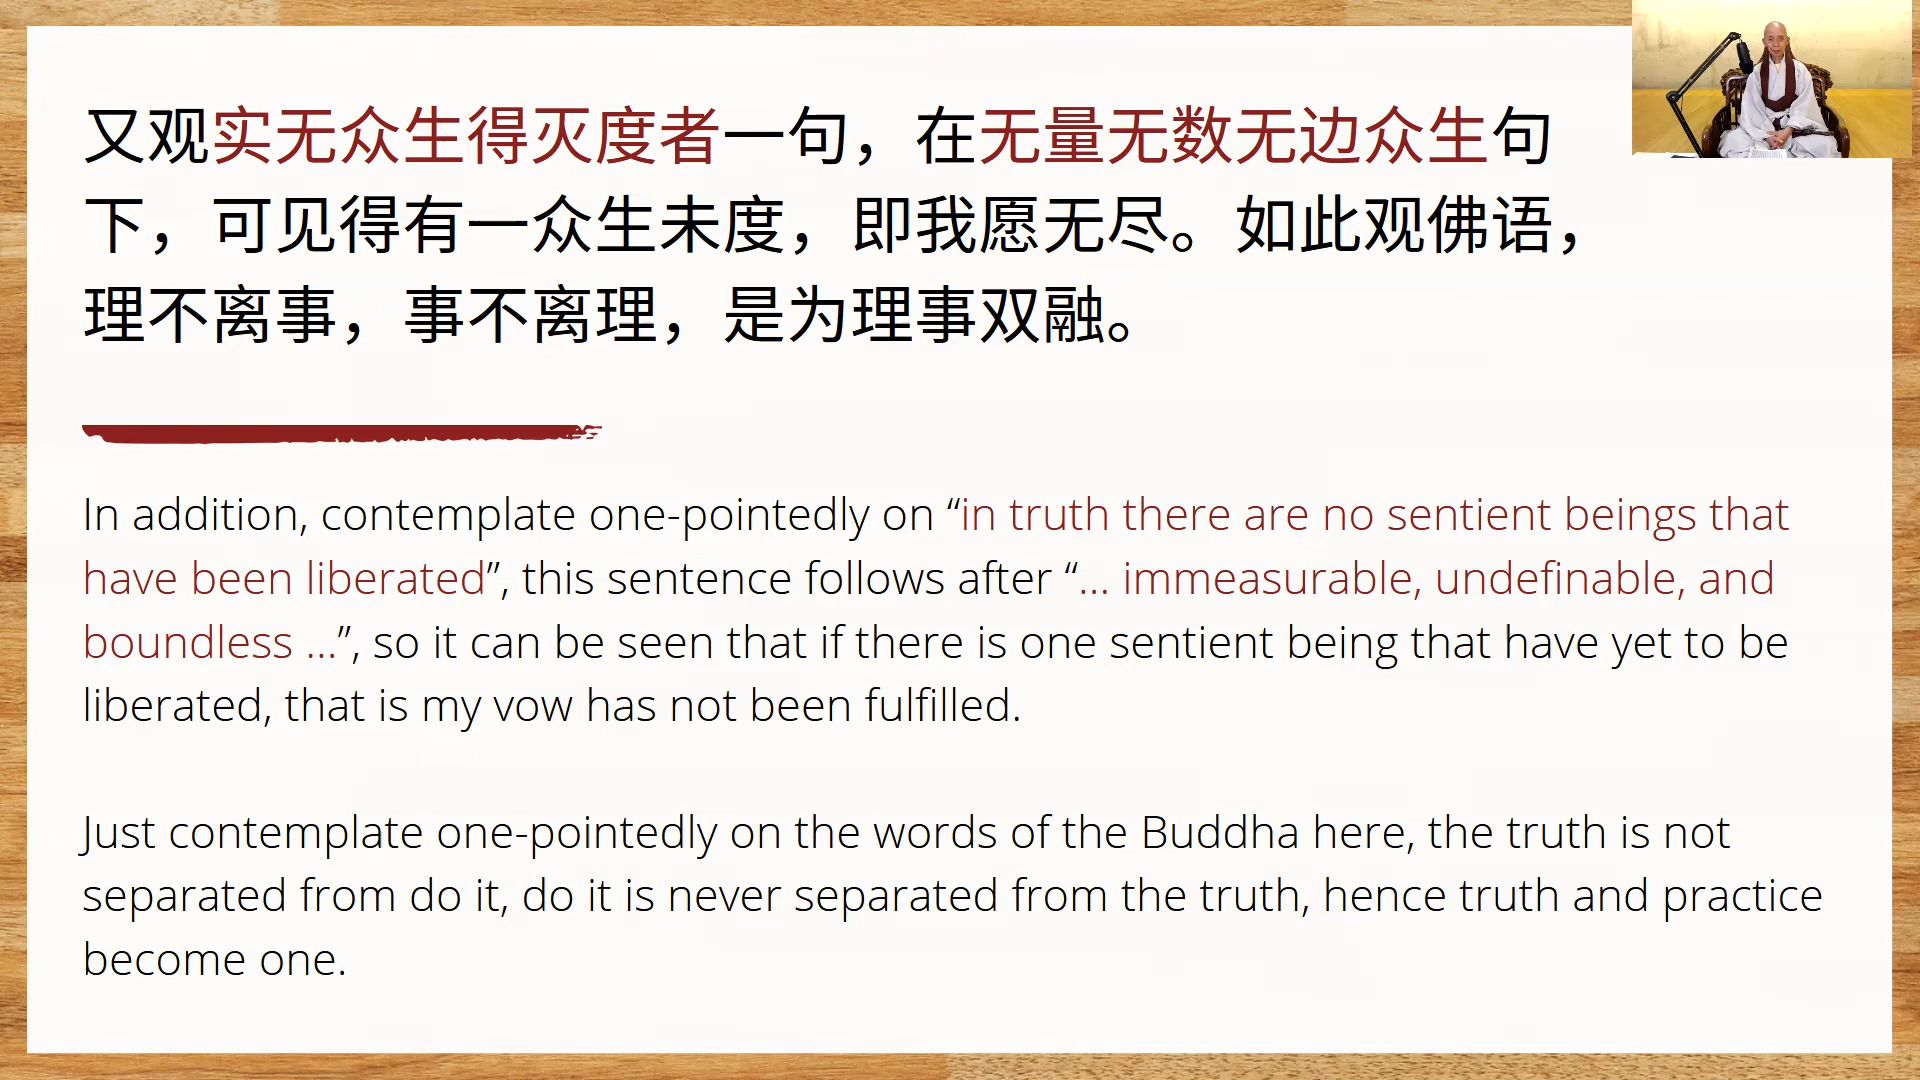 又观实无众生得灭度者一句，在无量无数无边众生句
下，可见得有一众生未度，即我愿无尽。如此观佛语，
理不离事，事不离理，是为理事双融。
In addition, contemplate one-pointedly on “in truth there are no sentient beings that
have been liberated”, this sentence follows after “... immeasurable, undefinable, and
boundless ...”, so it can be seen that if there is one sentient being that have yet to be
liberated, that is my vow has not been fulfilled.
Just contemplate one-pointedly on the words of the Buddha here, the truth is not
separated from do it, do it is never separated from the truth, hence truth and practice
become one.